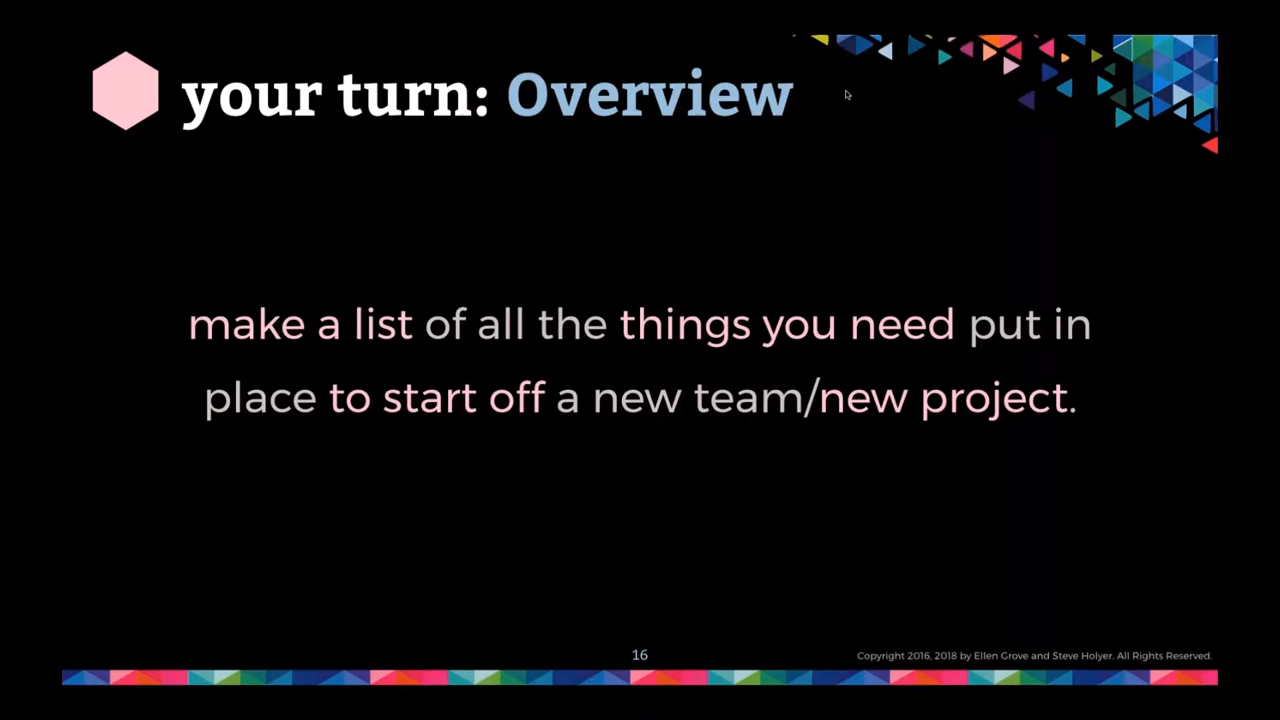 your turn: Overview
make a list of all the things you need put in
place to start off a new team/new project.
16
Copyright 2016, 2018 by Ellen Grove and Steve Holyer. All Rights Reserved.